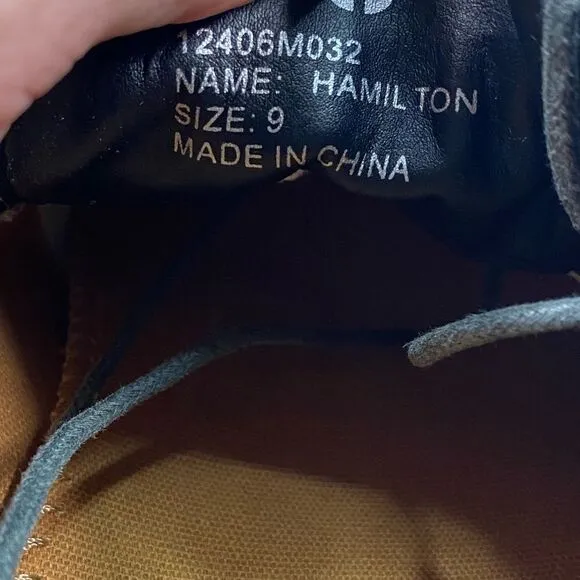 12406M032
NAME: HAMILTON
SIZE: 9
MADE IN CHINA